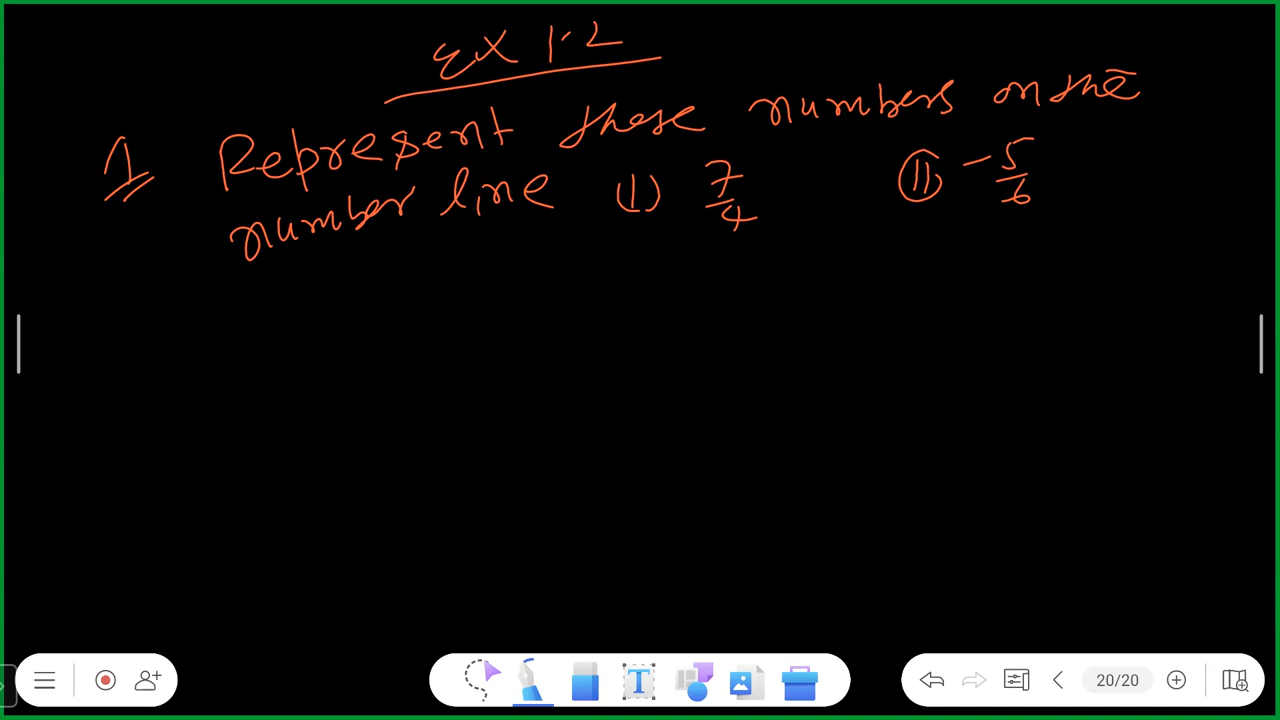 Ex 1.2
1 Represent these numbers on the
number line (I) 7/4 (II) -5/6
T
20/20